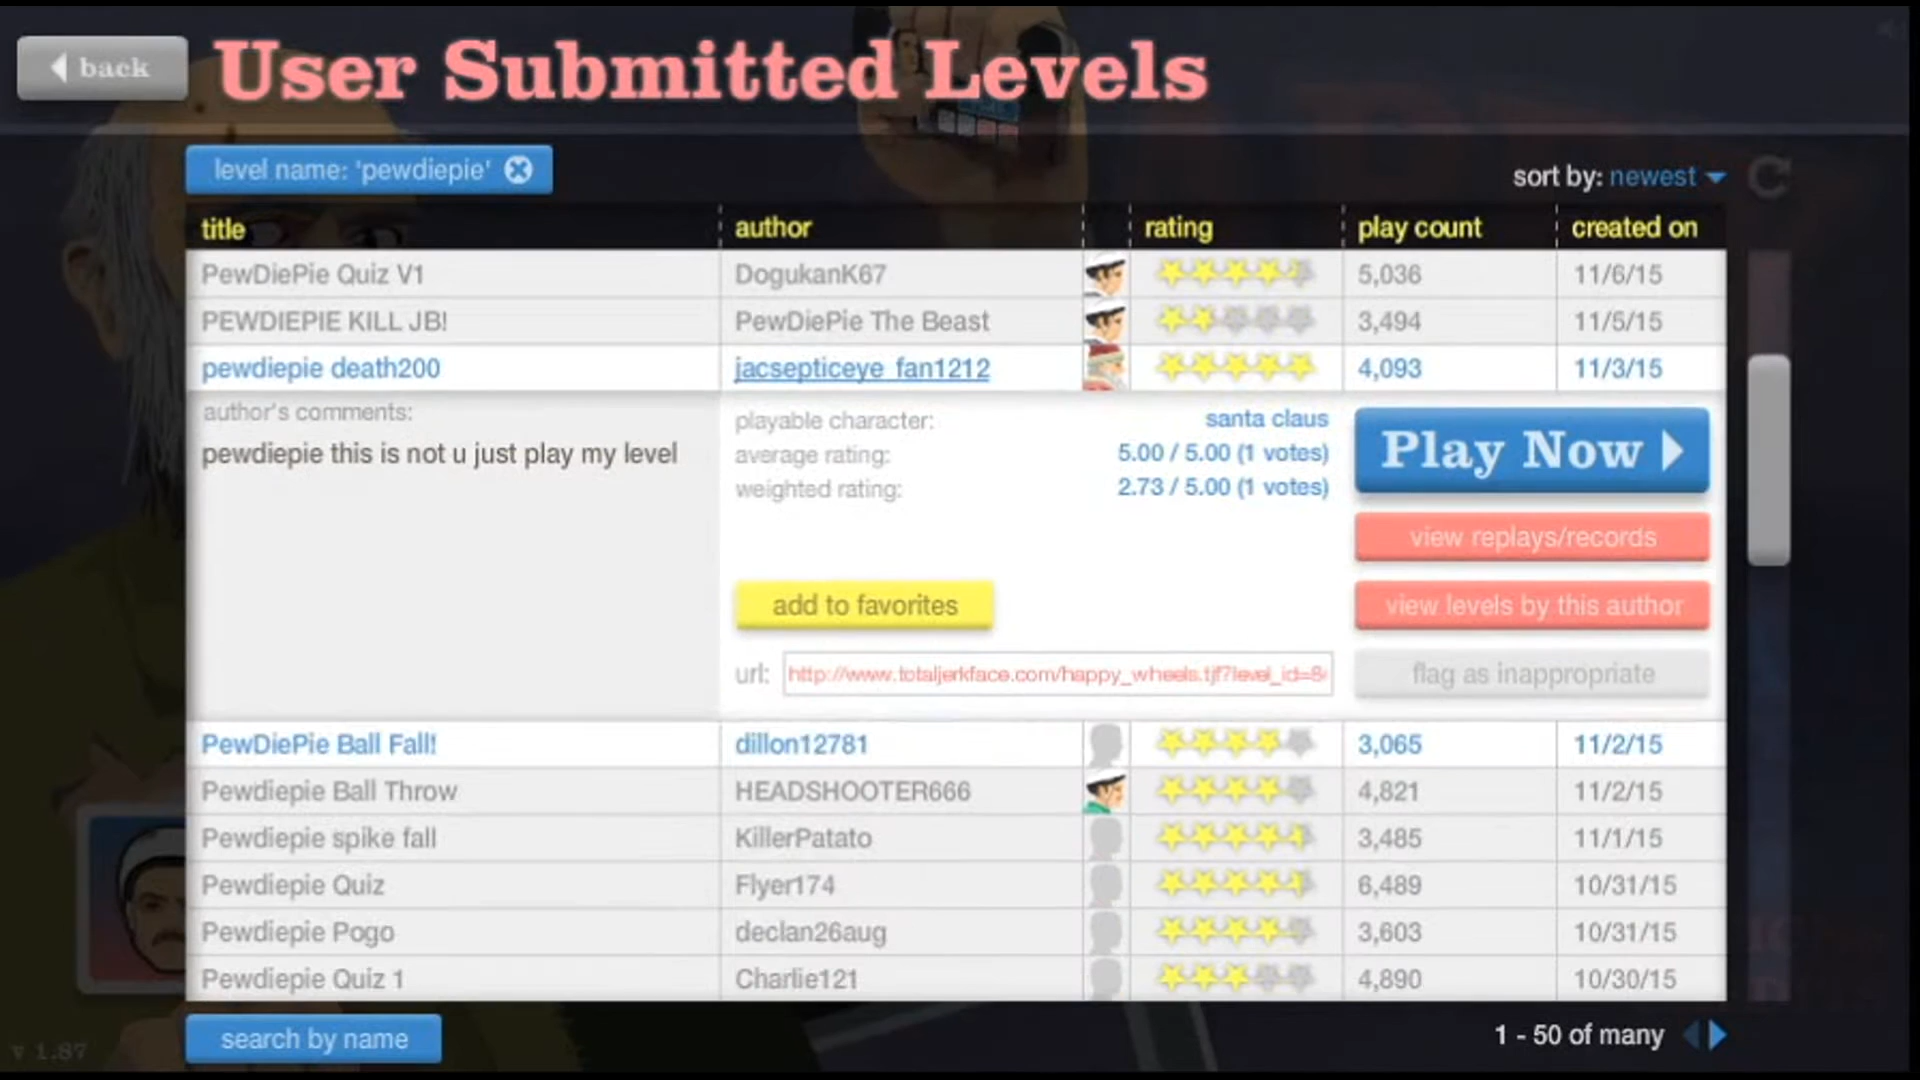 back
User Submitted Levels
level name: 'pewdiepie'
sort by: newest
title author rating play count created on
PewDiePie Quiz V1 DogukanK67 5,036 11/6/15
PEWDIEPIE KILL JB! PewDiePie The Beast 3,494 11/5/15
pewdiepie death200 jacsepticeye_fan1212 4,093 11/3/15
author's comments:
pewdiepie this is not u just play my level
playable character: santa claus
average rating: 5.00 / 5.00 (1 votes)
weighted rating: 2.73 / 5.00 (1 votes)
Play Now
view replays/records
add to favorites
view levels by this author
url: http://www.totaljerkface.com/happy_wheels.tjf?level_id=8
flag as inappropriate
PewDiePie Ball Fall! dillon12781 3,065 11/2/15
Pewdiepie Ball Throw HEADSHOOTER666 4,821 11/2/15
Pewdiepie spike fall KillerPatato 3,485 11/1/15
Pewdiepie Quiz Flyer174 6,489 10/31/15
Pewdiepie Pogo declan26aug 3,603 10/31/15
Pewdiepie Quiz 1 Charlie121 4,890 10/30/15
search by name
1 - 50 of many
v 1.87